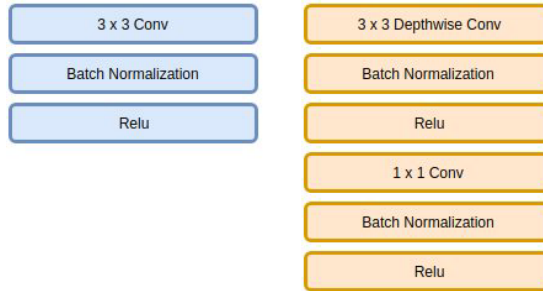 3 x 3 Conv
Batch Normalization
Relu
3 x 3 Depthwise Conv
Batch Normalization
Relu
1 x 1 Conv
Batch Normalization
Relu